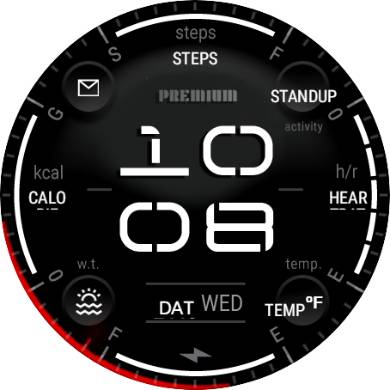 steps
S STEPS F
PREMIUM
STANDUP
activity
G O
10
kcal h/r
CALO HEAR
08
O E
w.t. temp.
DAT WED
TEMP °F
F E